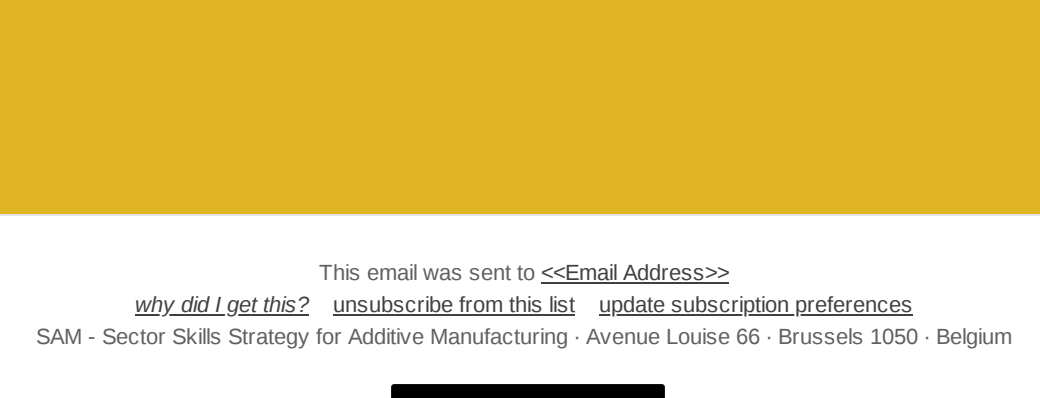 This email was sent to <<Email Address>>
why did I get this? unsubscribe from this list update subscription preferences
SAM - Sector Skills Strategy for Additive Manufacturing · Avenue Louise 66 · Brussels 1050 · Belgium